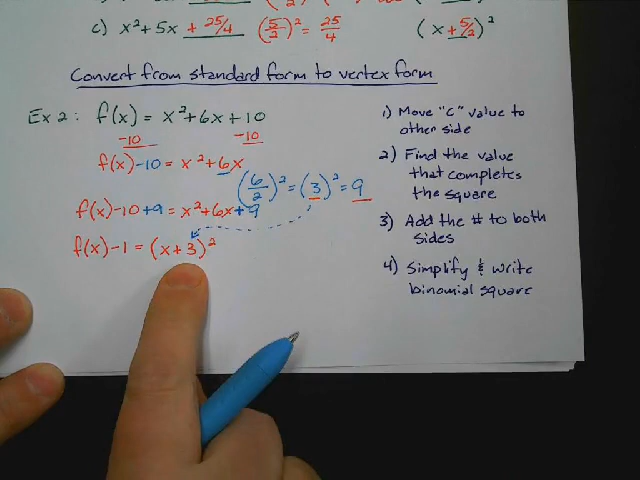 c) x² + 5x + 25/4 (5/2)² = 25/4 (x + 5/2)²
Convert from standard form to vertex form
Ex 2: f(x) = x² + 6x + 10
-10 -10
f(x) - 10 = x² + 6x
(6/2)² = (3)² = 9
f(x) - 10 + 9 = x² + 6x + 9
f(x) - 1 = (x + 3)²
1) Move "c" value to
other side
2) Find the value
that completes
the square
3) Add the # to both
sides
4) Simplify & write
binomial square